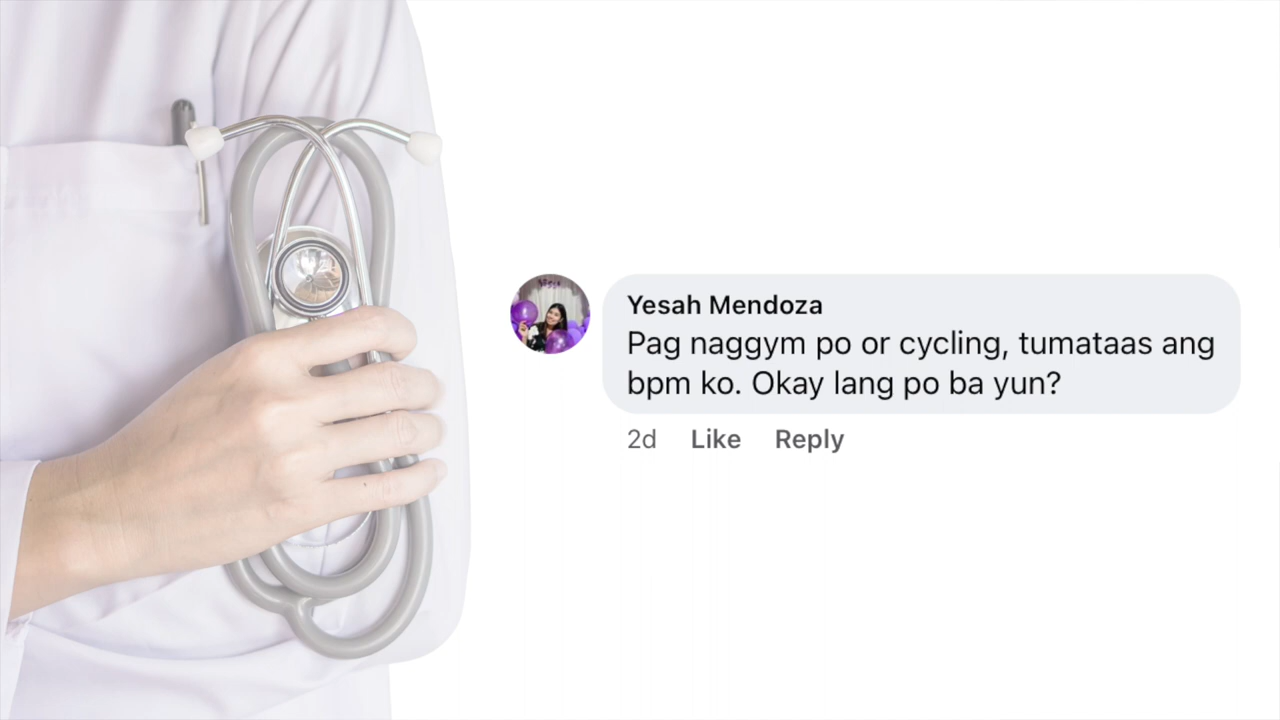 Yesah Mendoza
Pag naggym po or cycling, tumataas ang
bpm ko. Okay lang po ba yun?
2d Like Reply